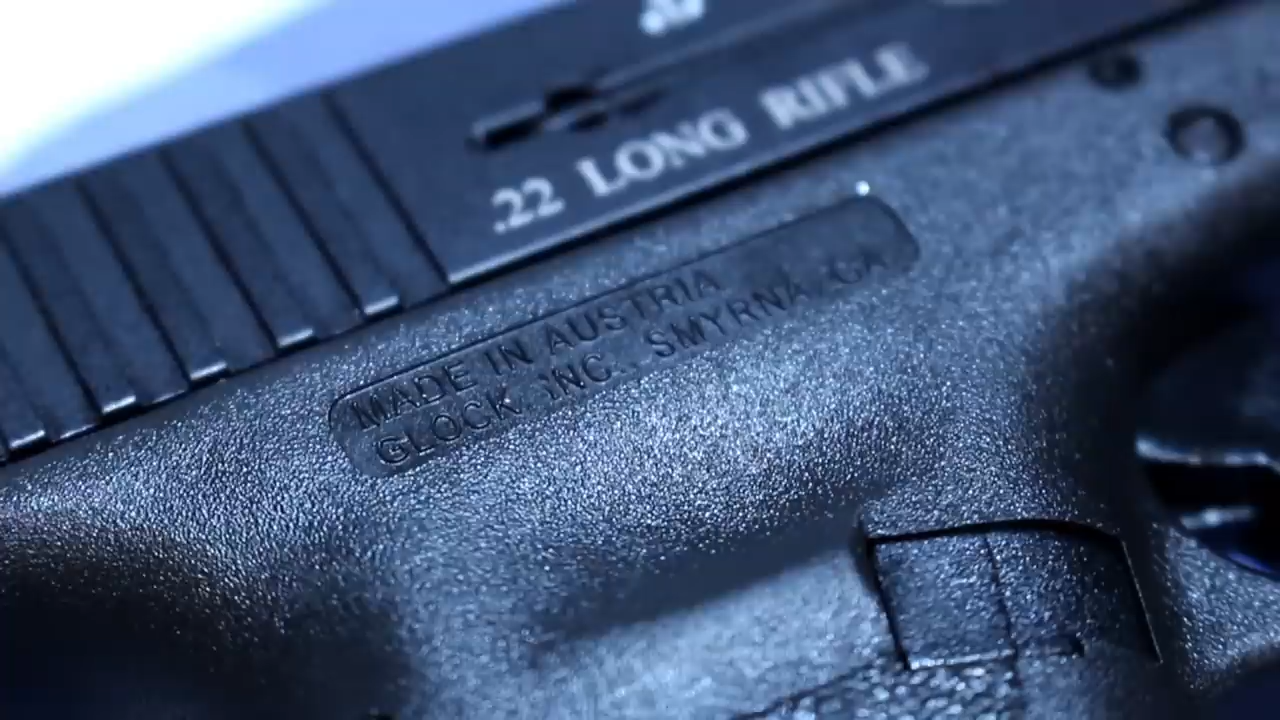 .22 LONG RIFLE
MADE IN AUSTRIA
GLOCK, INC., SMYRNA, GA.